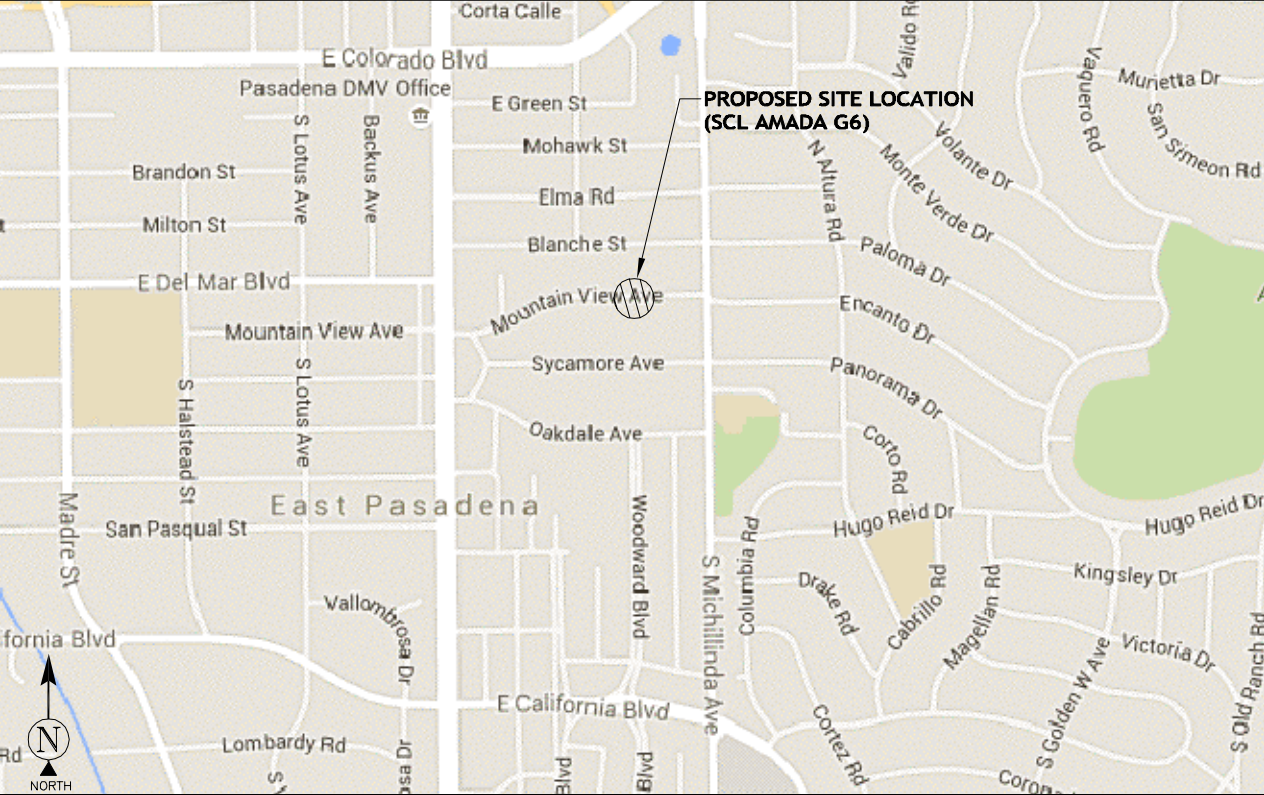 Corta Calle
E Colorado Blvd
Pasadena DMV Office
E Green St
PROPOSED SITE LOCATION
(SCL AMADA G6)
Valido Rd
Vaquero Rd
Murietta Dr
San Simeon Rd
S Lotus Ave
Backus Ave
Mohawk St
N Altura Rd
Volante Dr
Monte Verde Dr
Brandon St
Elma Rd
Milton St
Blanche St
Paloma Dr
E Del Mar Blvd
Mountain View Ave
Encanto Dr
Mountain View Ave
Sycamore Ave
Panorama Dr
S Halstead St
S Lotus Ave
Oakdale Ave
Corto Rd
Madre St
East Pasadena
San Pasqual St
Woodward Blvd
S Michillinda Ave
Columbia Rd
Hugo Reid Dr
Hugo Reid Dr
Vallombrosa Dr
Drake Rd
Cabrillo Rd
Magellan Rd
Kingsley Dr
Victoria Dr
S Old Ranch Rd
S Golden W Ave
fornia Blvd
E California Blvd
Cortez Rd
N
NORTH
Rd
Lombardy Rd
S
Blvd
Blvd
Coron